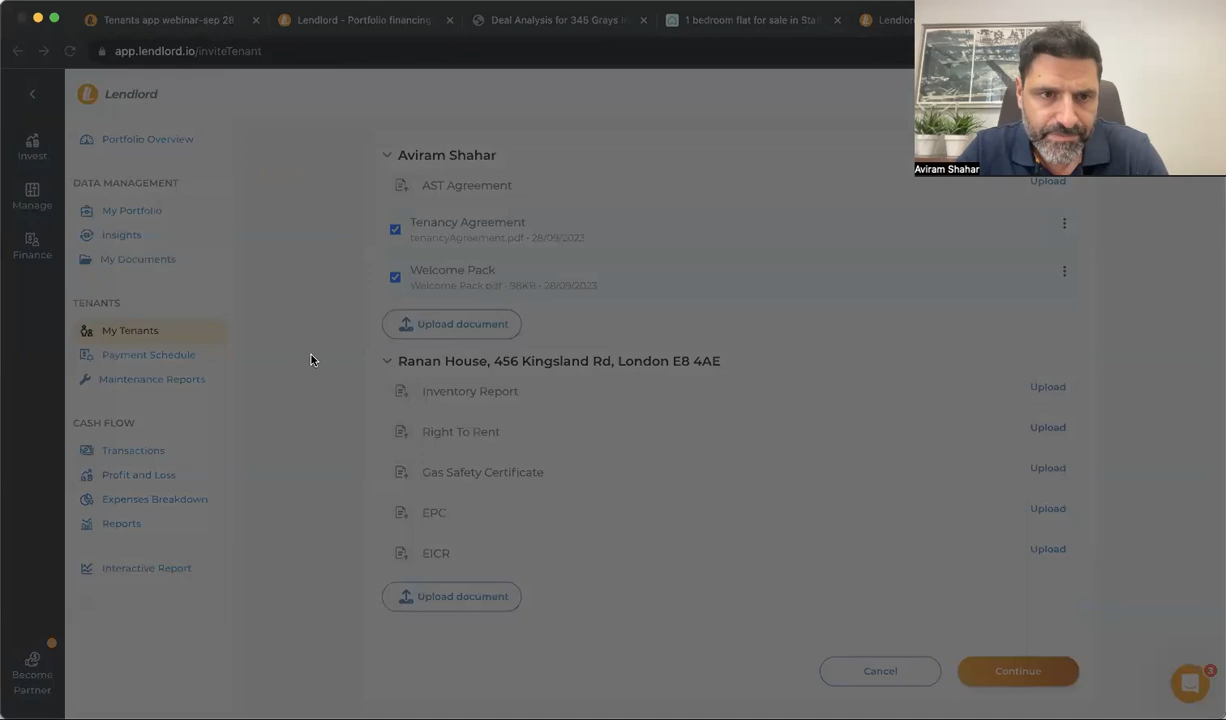 Tenants app webinar-sep 28
Lendlord - Portfolio financing
Deal Analysis for 345 Grays I
1 bedroom flat for sale in Sta
Lendlor
app.lendlord.io/inviteTenant
Lendlord
Invest
Manage
Finance
Become
Partner
Portfolio Overview
DATA MANAGEMENT
My Portfolio
Insights
My Documents
TENANTS
My Tenants
Payment Schedule
Maintenance Reports
CASH FLOW
Transactions
Profit and Loss
Expenses Breakdown
Reports
Interactive Report
Aviram Shahar
AST Agreement
Upload
Tenancy Agreement
tenancyAgreement.pdf • 28/09/2023
Welcome Pack
Welcome Pack.pdf • 98KB • 28/09/2023
Upload document
Ranan House, 456 Kingsland Rd, London E8 4AE
Inventory Report
Upload
Right To Rent
Upload
Gas Safety Certificate
Upload
EPC
Upload
EICR
Upload
Upload document
Cancel
Continue
3
Aviram Shahar